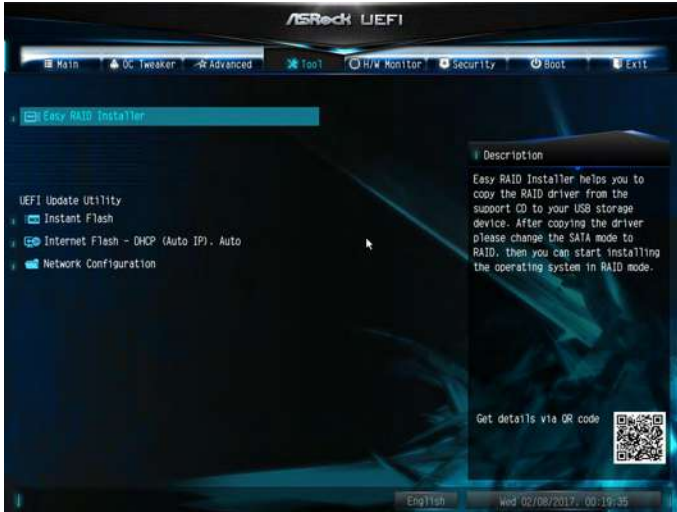 ASRock UEFI
Main
OC Tweaker
Advanced
Tool
H/W Monitor
Security
Boot
Exit
Easy RAID Installer
UEFI Update Utility
Instant Flash
Internet Flash - DHCP (Auto IP), Auto
Network Configuration
Description
Easy RAID Installer helps you to
copy the RAID driver from the
support CD to your USB storage
device. After copying the driver
please change the SATA mode to
RAID, then you can start installing
the operating system in RAID mode.
Get details via QR code
English
Wed 02/08/2017, 00:19:35